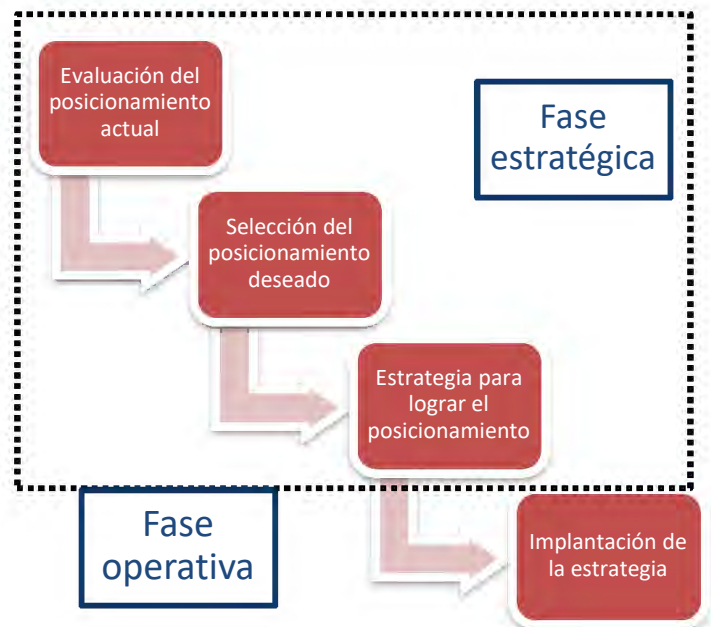 Evaluación del
posicionamiento
actual
Fase
estratégica
Selección del
posicionamiento
deseado
Estrategia para
lograr el
posicionamiento
Fase
operativa
Implantación de
la estrategia